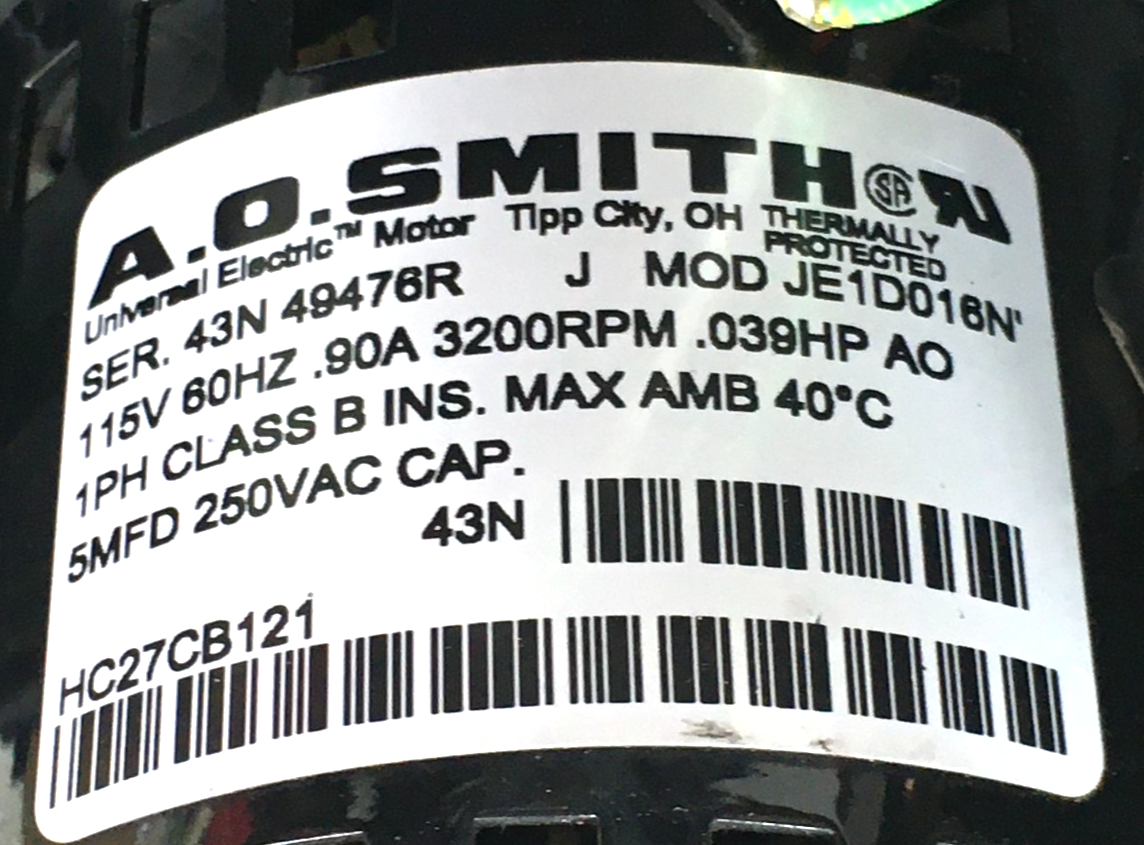 A.O.SMITH
Universal Electric™ Motor Tipp City, OH THERMALLY PROTECTED
SER. 43N 49476R J MOD JE1D016N'
115V 60HZ .90A 3200RPM .039HP AO
1PH CLASS B INS. MAX AMB 40°C
5MFD 250VAC CAP.
43N
HC27CB121